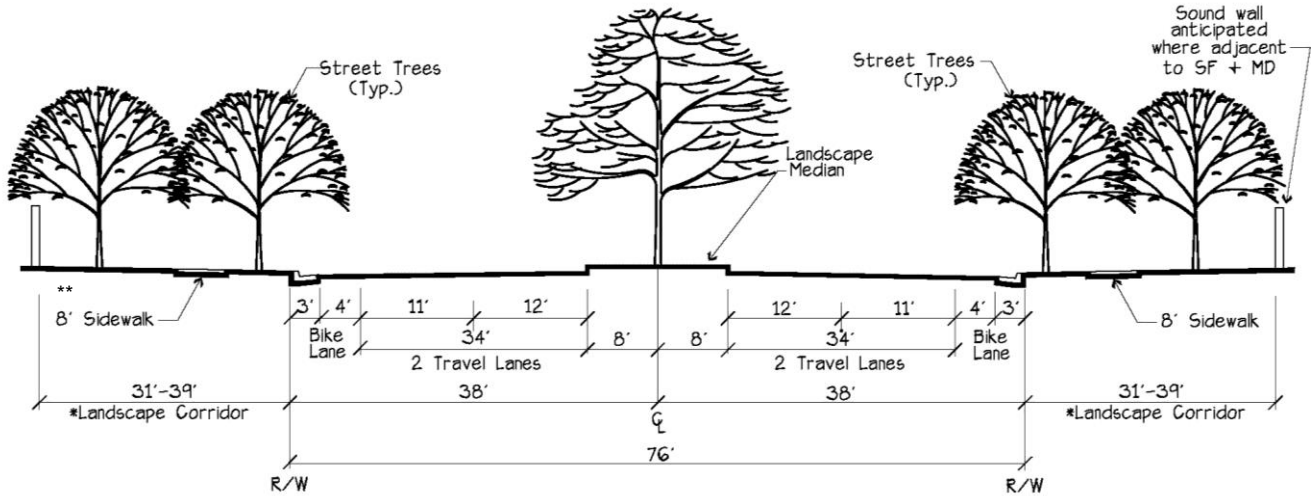 Sound wall
anticipated
where adjacent
to SF + MD
Street Trees
(Typ.)
Street Trees
(Typ.)
Landscape
Median
**
8' Sidewalk
3'
4'
11'
12'
12'
11'
4'
3'
8' Sidewalk
Bike
Lane
34'
8'
8'
34'
Bike
Lane
2 Travel Lanes
2 Travel Lanes
31'-39'
38'
38'
31'-39'
*Landscape Corridor
*Landscape Corridor
CL
76'
R/W
R/W